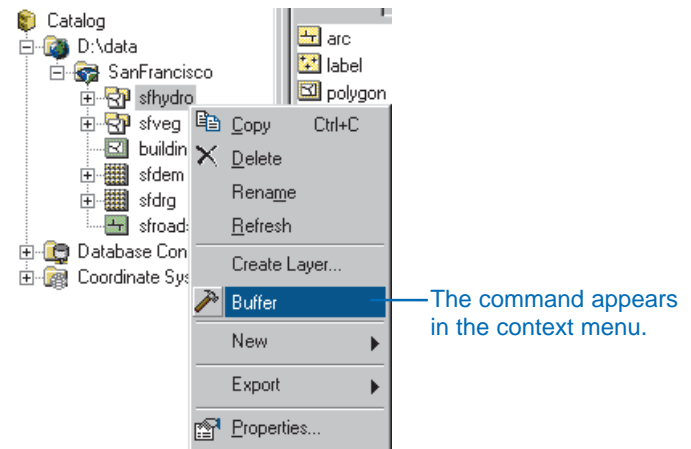 Catalog
D:\data
SanFrancisco
sfhydro
sfveg
buildin
sfdem
sfdrg
sfroads
Database Con
Coordinate Sys
arc
label
polygon
Copy Ctrl+C
Delete
Rename
Refresh
Create Layer...
Buffer
New
Export
Properties...
The command appears
in the context menu.